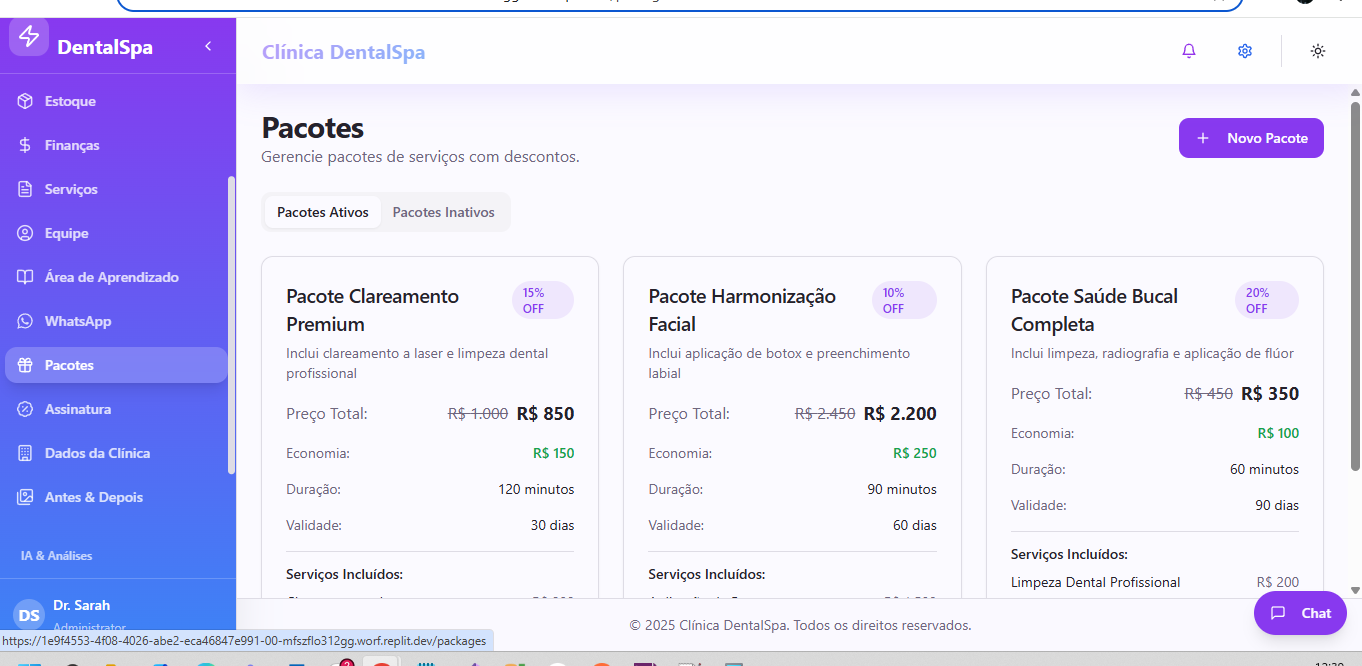 DentalSpa
Clínica DentalSpa
Estoque
Finanças
Serviços
Equipe
Área de Aprendizado
WhatsApp
Pacotes
Assinatura
Dados da Clínica
Antes & Depois
IA & Análises
DS
Dr. Sarah
Administrator
https://1e9f4553-4f08-4026-abe2-eca46847e991-00-mfszflo312gg.worf.replit.dev/packages
Pacotes
Gerencie pacotes de serviços com descontos.
+ Novo Pacote
Pacotes Ativos
Pacotes Inativos
Pacote Clareamento
Premium
15%
OFF
Inclui clareamento a laser e limpeza dental
profissional
Preço Total: R$ 1.000 R$ 850
Economia: R$ 150
Duração: 120 minutos
Validade: 30 dias
Serviços Incluídos:
Pacote Harmonização
Facial
10%
OFF
Inclui aplicação de botox e preenchimento
labial
Preço Total: R$ 2.450 R$ 2.200
Economia: R$ 250
Duração: 90 minutos
Validade: 60 dias
Serviços Incluídos:
Pacote Saúde Bucal
Completa
20%
OFF
Inclui limpeza, radiografia e aplicação de flúor
Preço Total: R$ 450 R$ 350
Economia: R$ 100
Duração: 60 minutos
Validade: 90 dias
Serviços Incluídos:
Limpeza Dental Profissional R$ 200
© 2025 Clínica DentalSpa. Todos os direitos reservados.
Chat